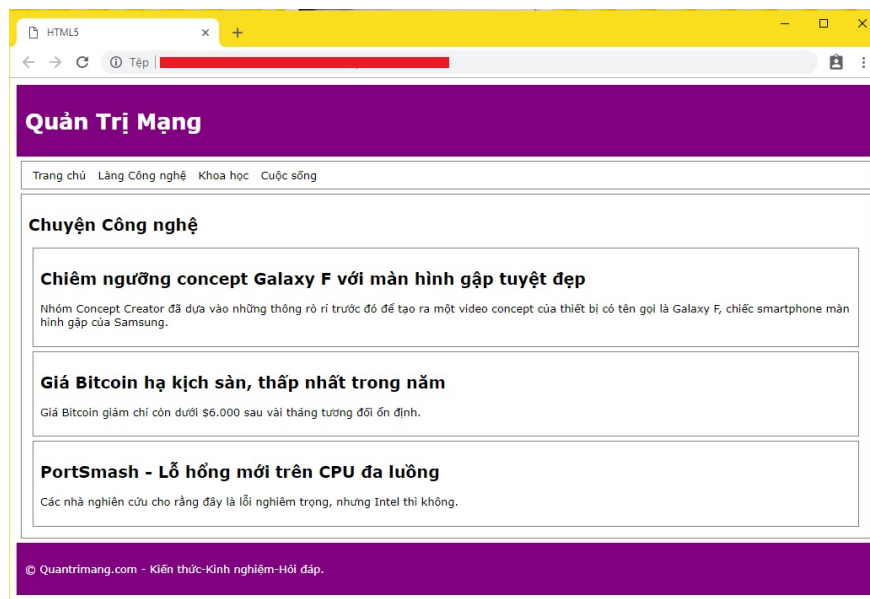 HTML5
Tệp
Quản Trị Mạng
Trang chủ Làng Công nghệ Khoa học Cuộc sống
Chuyện Công nghệ
Chiêm ngưỡng concept Galaxy F với màn hình gập tuyệt đẹp
Nhóm Concept Creator đã dựa vào những thông rò rỉ trước đó để tạo ra một video concept của thiết bị có tên gọi là Galaxy F, chiếc smartphone màn
hình gập của Samsung.
Giá Bitcoin hạ kịch sàn, thấp nhất trong năm
Giá Bitcoin giảm chỉ còn dưới $6.000 sau vài tháng tương đối ổn định.
PortSmash - Lỗ hổng mới trên CPU đa luồng
Các nhà nghiên cứu cho rằng đây là lỗi nghiêm trọng, nhưng Intel thì không.
© Quantrimang.com - Kiến thức-Kinh nghiệm-Hỏi đáp.